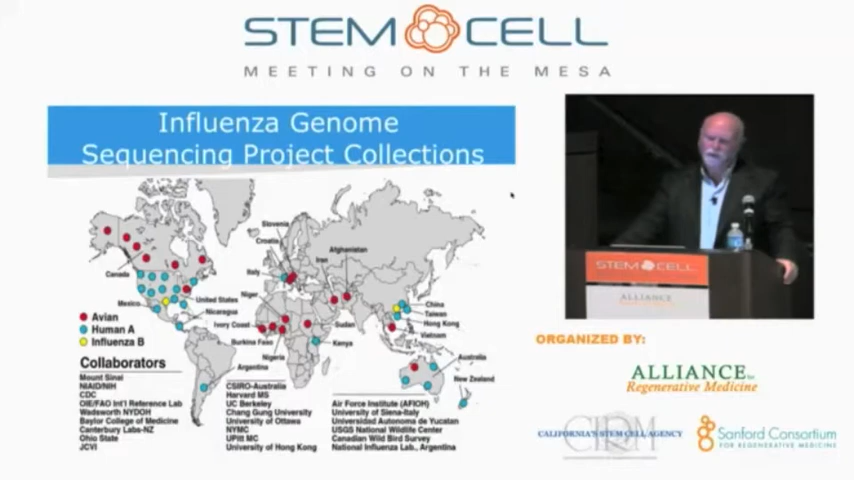 STEM CELL
MEETING ON THE MESA
Influenza Genome
Sequencing Project Collections
Slovenia
Croatia
Afghanistan
Iran
Italy
Canada
Niger
China
Mexico
United States
Taiwan
Nicaragua
Avian
Ivory Coast
Sudan
Hong Kong
Human A
Vietnam
Burkina Faso
Kenya
Influenza B
Nigeria
Australia
Argentina
New Zealand
Collaborators
Mount Sinai
NIAID/NIH
CDC
OIE/FAO Int'l Reference Lab
Wadsworth NYDOH
Baylor College of Medicine
Canterbury Labs-NZ
Ohio State
JCVI
CSIRO-Australia
Harvard MS
UC Berkeley
Chang Gung University
University of Ottawa
NYMC
UPitt MC
University of Hong Kong
Air Force Institute (AFIOH)
University of Siena-Italy
Universidad Autonoma de Yucatan
USGS National Wildlife Center
Canadian Wild Bird Survey
National Influenza Lab., Argentina
STEM CELL
ALLIANCE
ORGANIZED BY:
ALLIANCE
Regenerative Medicine
CIRM
CALIFORNIA'S STEM CELL AGENCY
Sanford Consortium
FOR REGENERATIVE MEDICINE